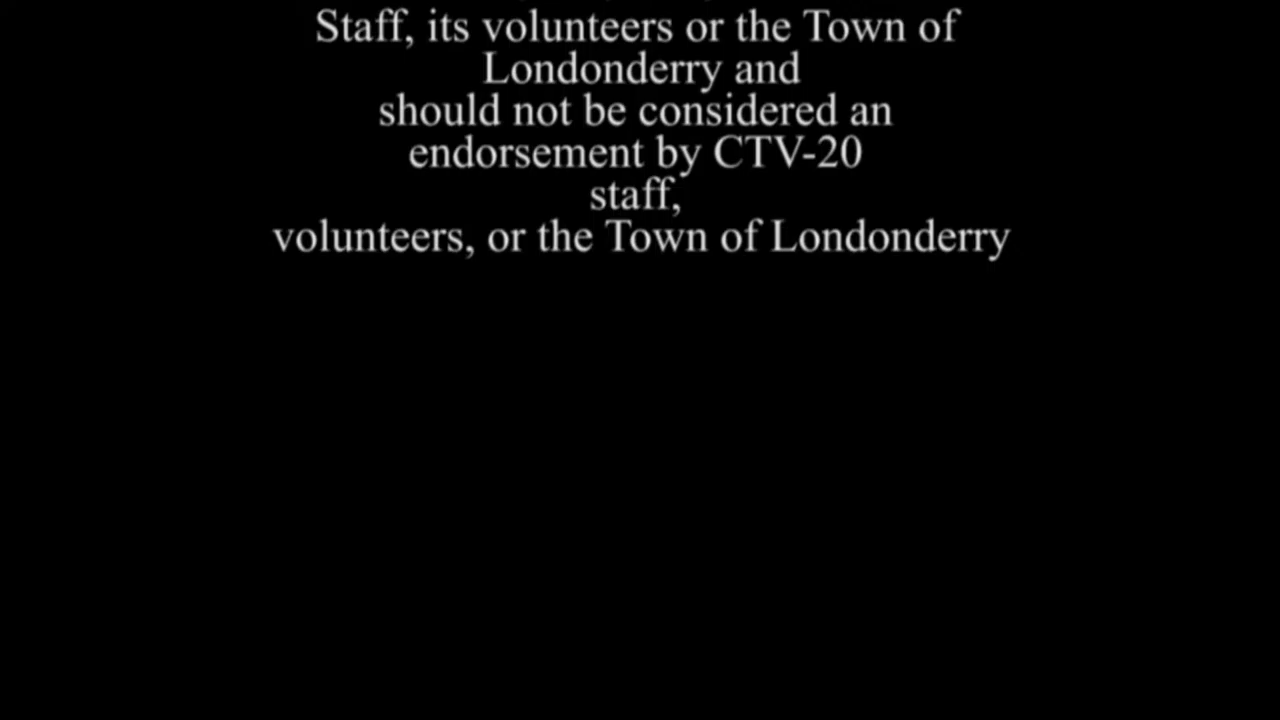 Staff, its volunteers or the Town of
Londonderry and
should not be considered an
endorsement by CTV-20
staff,
volunteers, or the Town of Londonderry